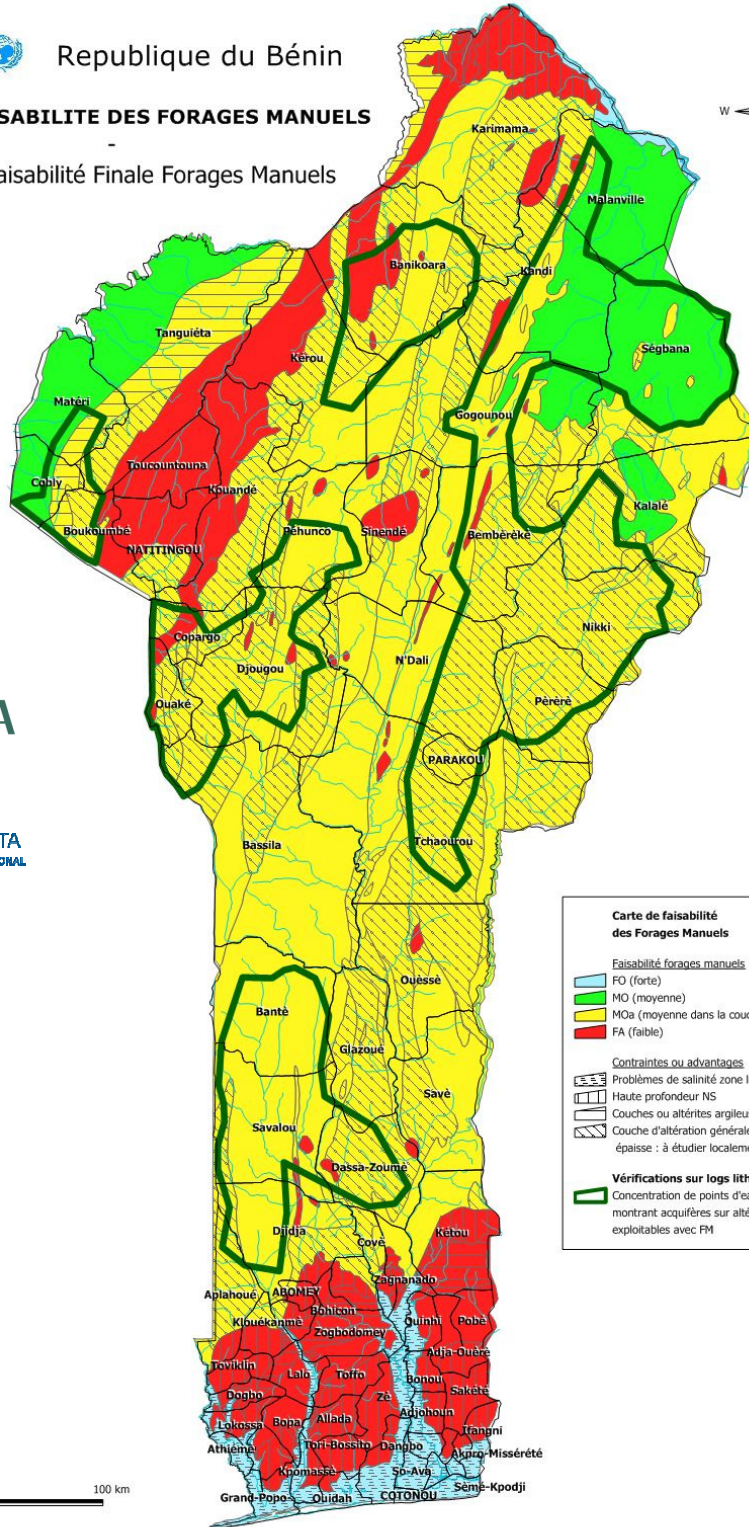 Republique du Bénin
SABILITE DES FORAGES MANUELS
-
aisabilité Finale Forages Manuels
W
Karimama
Malanville
Banikoara
Kandi
Tanguiéta
Ségbana
Kérou
Matéri
Gogounou
Toucountouna
Cobly
Kouandé
Kalalé
Boukoumbé
Péhunco
Sinendé
Bembèrèkè
NATITINGOU
Copargo
Nikki
Djougou
N'Dali
Ouaké
Pèrèrè
A
PARAKOU
TA
ONAL
Bassila
Tchaourou
Ouèssè
Bantè
Glazoué
Savè
Savalou
Dassa-Zoumè
Djidja
Covè
Kétou
Zagnanado
Aplahoué
ABOMEY
Bohicon
Klouékanmè
Zogbodomey
Ouinhi
Pobè
Adja-Ouèrè
Toviklin
Lalo
Toffo
Bonou
Dogbo
Zè
Sakété
Lokossa
Bopa
Allada
Adjohoun
Ifangni
Athiémé
Tori-Bossito
Dangbo
Akpro-Missérété
Kpomassè
So-Ava
Sèmè-Kpodji
Grand-Popo
Ouidah
COTONOU
100 km
Carte de faisabilité
des Forages Manuels
Faisabilité forages manuels
FO (forte)
MO (moyenne)
MOa (moyenne dans la couc
FA (faible)
Contraintes ou advantages
Problèmes de salinité zone l
Haute profondeur NS
Couches ou altérites argileus
Couche d'altération générale
épaisse : à étudier localeme
Vérifications sur logs lith
Concentration de points d'ea
montrant acquifères sur alté
exploitables avec FM